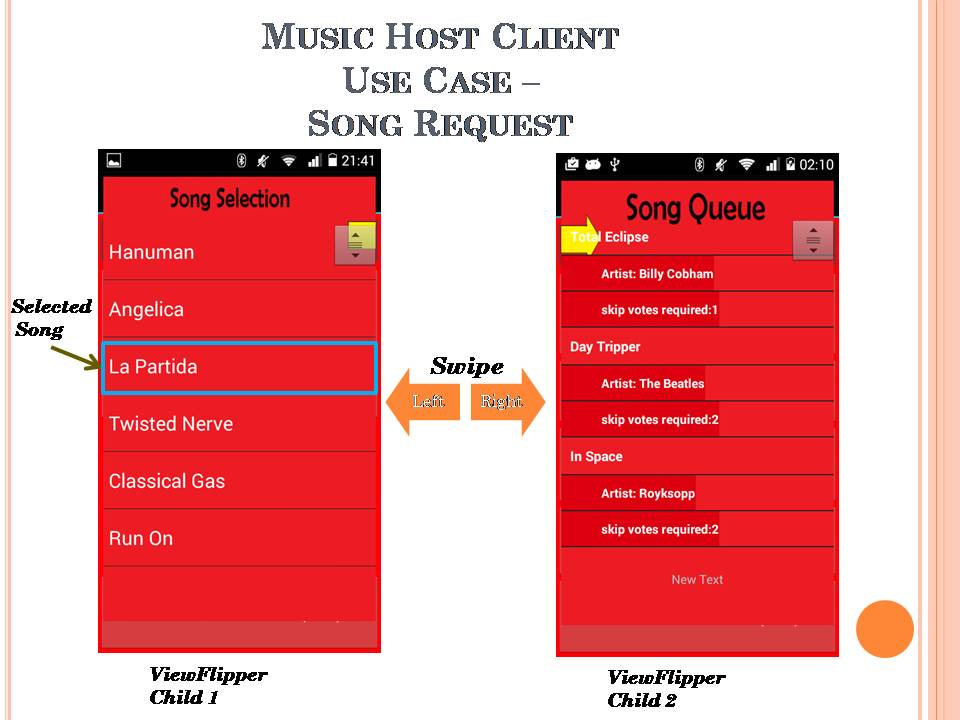 MUSIC HOST CLIENT
USE CASE –
SONG REQUEST
21:41
Song Selection
Hanuman
Angelica
La Partida
Twisted Nerve
Classical Gas
Run On
Selected
Song
Swipe
Left
Right
02:10
Song Queue
Total Eclipse
Artist: Billy Cobham
skip votes required:1
Day Tripper
Artist: The Beatles
skip votes required:2
In Space
Artist: Royksopp
skip votes required:2
New Text
ViewFlipper
Child 1
ViewFlipper
Child 2